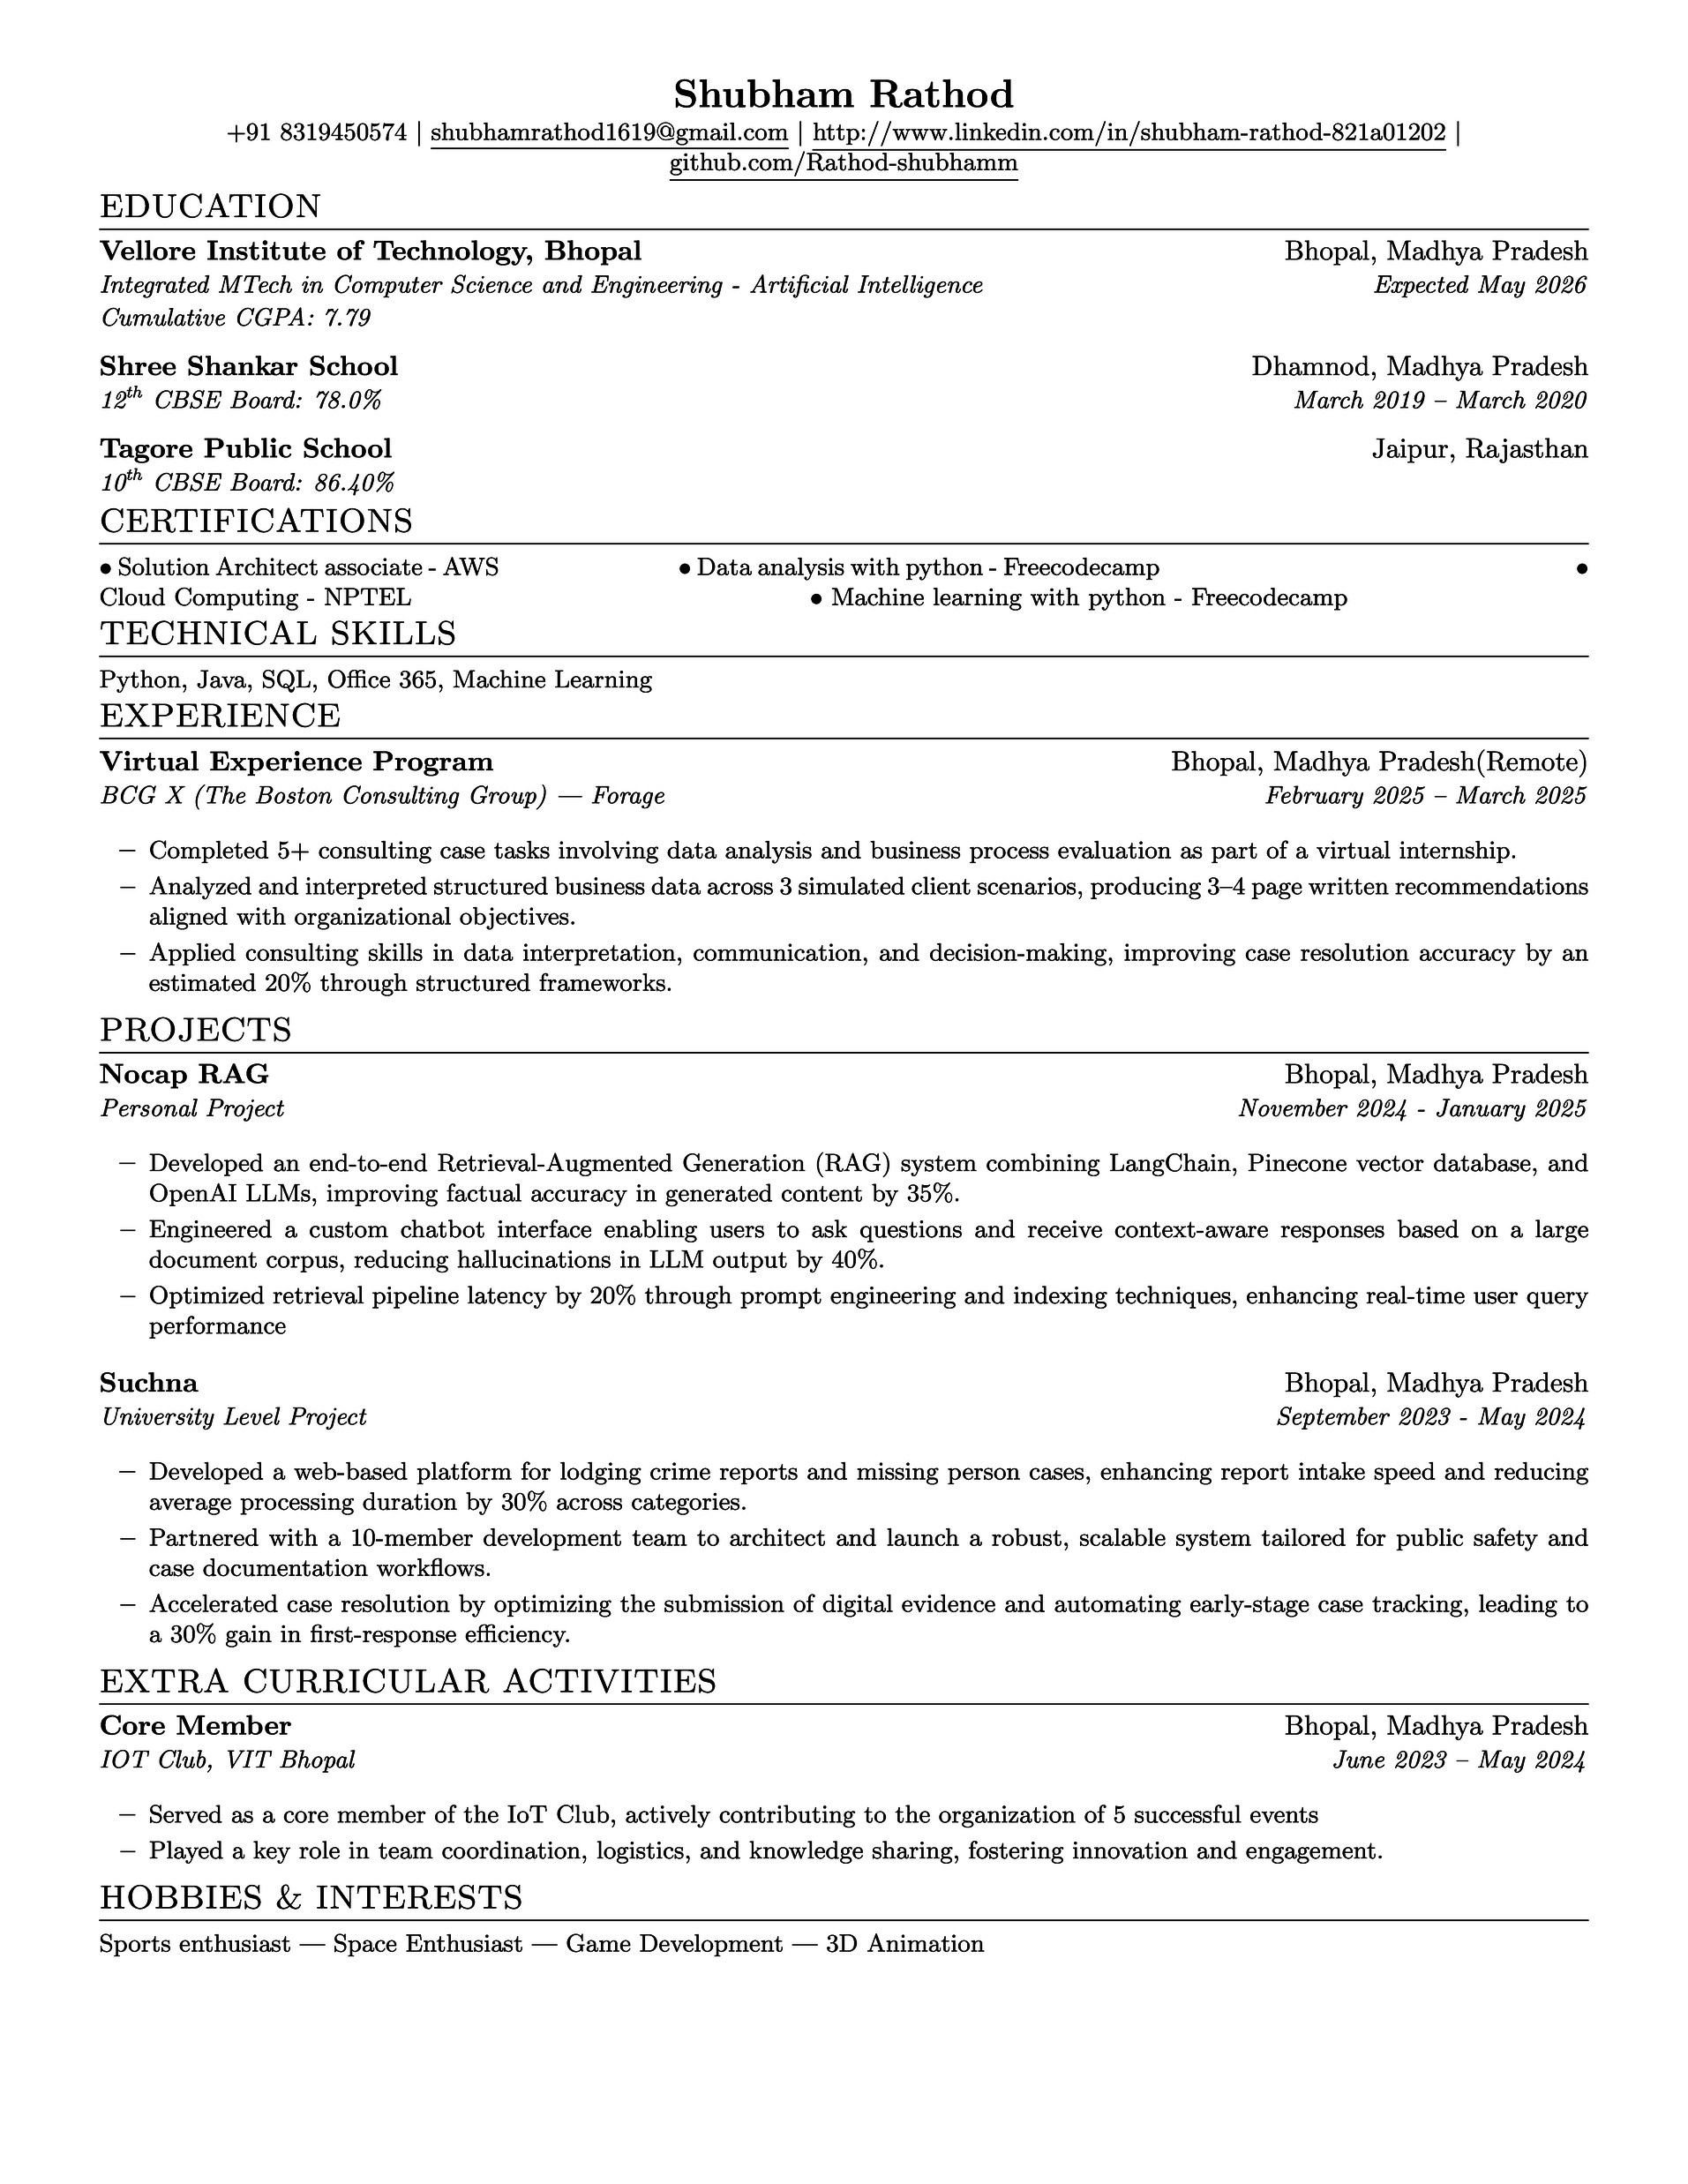 Shubham Rathod
+91 8319450574 | shubhamrathod1619@gmail.com | http://www.linkedin.com/in/shubham-rathod-821a01202 |
github.com/Rathod-shubhamm
EDUCATION
Vellore Institute of Technology, Bhopal Bhopal, Madhya Pradesh
Integrated MTech in Computer Science and Engineering - Artificial Intelligence Expected May 2026
Cumulative CGPA: 7.79
Shree Shankar School Dhamnod, Madhya Pradesh
12th CBSE Board: 78.0% March 2019 – March 2020
Tagore Public School Jaipur, Rajasthan
10th CBSE Board: 86.40%
CERTIFICATIONS
• Solution Architect associate - AWS • Data analysis with python - Freecodecamp •
Cloud Computing - NPTEL • Machine learning with python - Freecodecamp
TECHNICAL SKILLS
Python, Java, SQL, Office 365, Machine Learning
EXPERIENCE
Virtual Experience Program Bhopal, Madhya Pradesh(Remote)
BCG X (The Boston Consulting Group) — Forage February 2025 – March 2025
– Completed 5+ consulting case tasks involving data analysis and business process evaluation as part of a virtual internship.
– Analyzed and interpreted structured business data across 3 simulated client scenarios, producing 3–4 page written recommendations
aligned with organizational objectives.
– Applied consulting skills in data interpretation, communication, and decision-making, improving case resolution accuracy by an
estimated 20% through structured frameworks.
PROJECTS
Nocap RAG Bhopal, Madhya Pradesh
Personal Project November 2024 - January 2025
– Developed an end-to-end Retrieval-Augmented Generation (RAG) system combining LangChain, Pinecone vector database, and
OpenAI LLMs, improving factual accuracy in generated content by 35%.
– Engineered a custom chatbot interface enabling users to ask questions and receive context-aware responses based on a large
document corpus, reducing hallucinations in LLM output by 40%.
– Optimized retrieval pipeline latency by 20% through prompt engineering and indexing techniques, enhancing real-time user query
performance
Suchna Bhopal, Madhya Pradesh
University Level Project September 2023 - May 2024
– Developed a web-based platform for lodging crime reports and missing person cases, enhancing report intake speed and reducing
average processing duration by 30% across categories.
– Partnered with a 10-member development team to architect and launch a robust, scalable system tailored for public safety and
case documentation workflows.
– Accelerated case resolution by optimizing the submission of digital evidence and automating early-stage case tracking, leading to
a 30% gain in first-response efficiency.
EXTRA CURRICULAR ACTIVITIES
Core Member Bhopal, Madhya Pradesh
IOT Club, VIT Bhopal June 2023 – May 2024
– Served as a core member of the IoT Club, actively contributing to the organization of 5 successful events
– Played a key role in team coordination, logistics, and knowledge sharing, fostering innovation and engagement.
HOBBIES & INTERESTS
Sports enthusiast — Space Enthusiast — Game Development — 3D Animation